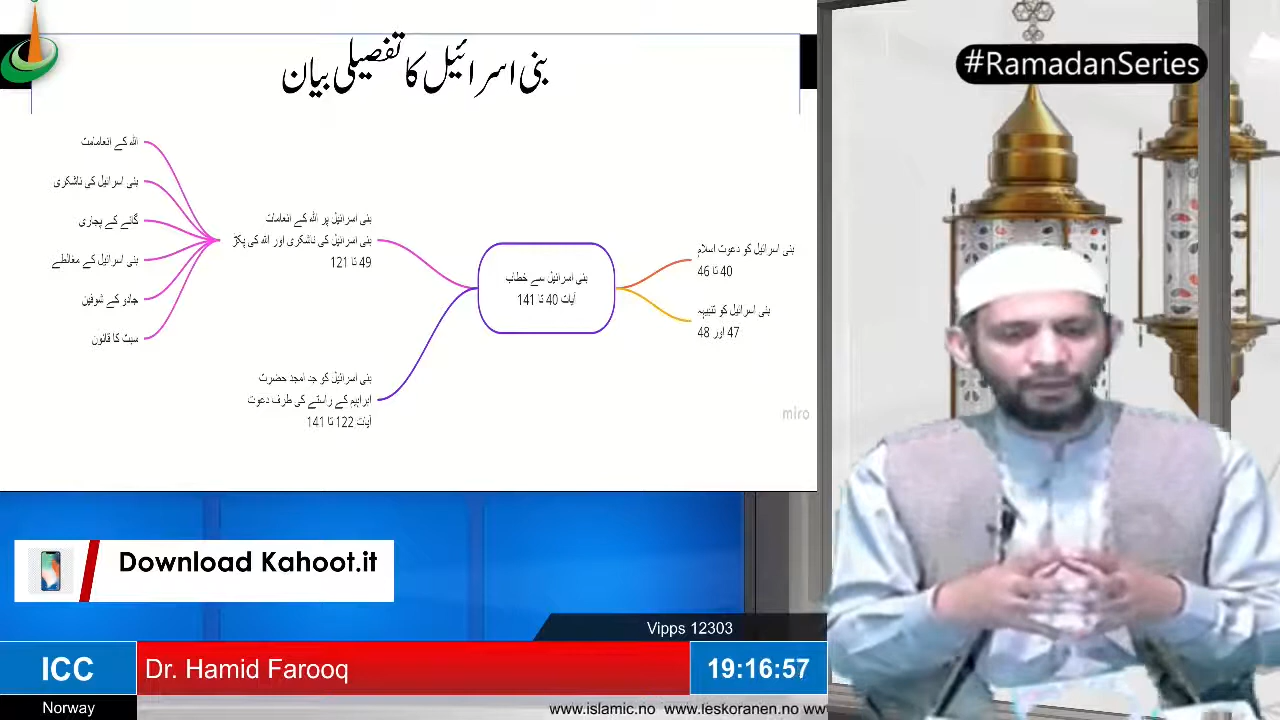 بنی اسرائیل کا تفصیلی بیان
#RamadanSeries
بنی اسرائیل سے خطاب
آیات 40 تا 141
بنی اسرائیل کو دعوت اسلام
40 تا 46
بنی اسرائیل کو تنبیہہ
47 اور 48
بنی اسرائیل پر اللہ کے انعامات
بنی اسرائیل کی ناشکری اور اللہ کی پکڑ
49 تا 121
اللہ کے انعامات
بنی اسرائیل کی ناشکری
گائے کے پجاری
بنی اسرائیل کے مغالطے
جادو کے شوقین
سبت کا قانون
بنی اسرائیل کو جد امجد حضرت
ابراہیم کے راستے کی طرف دعوت
آیات 122 تا 141
miro
Download Kahoot.it
Vipps 12303
ICC
Dr. Hamid Farooq
19:16:57
Norway
www.islamic.no www.leskoranen.no